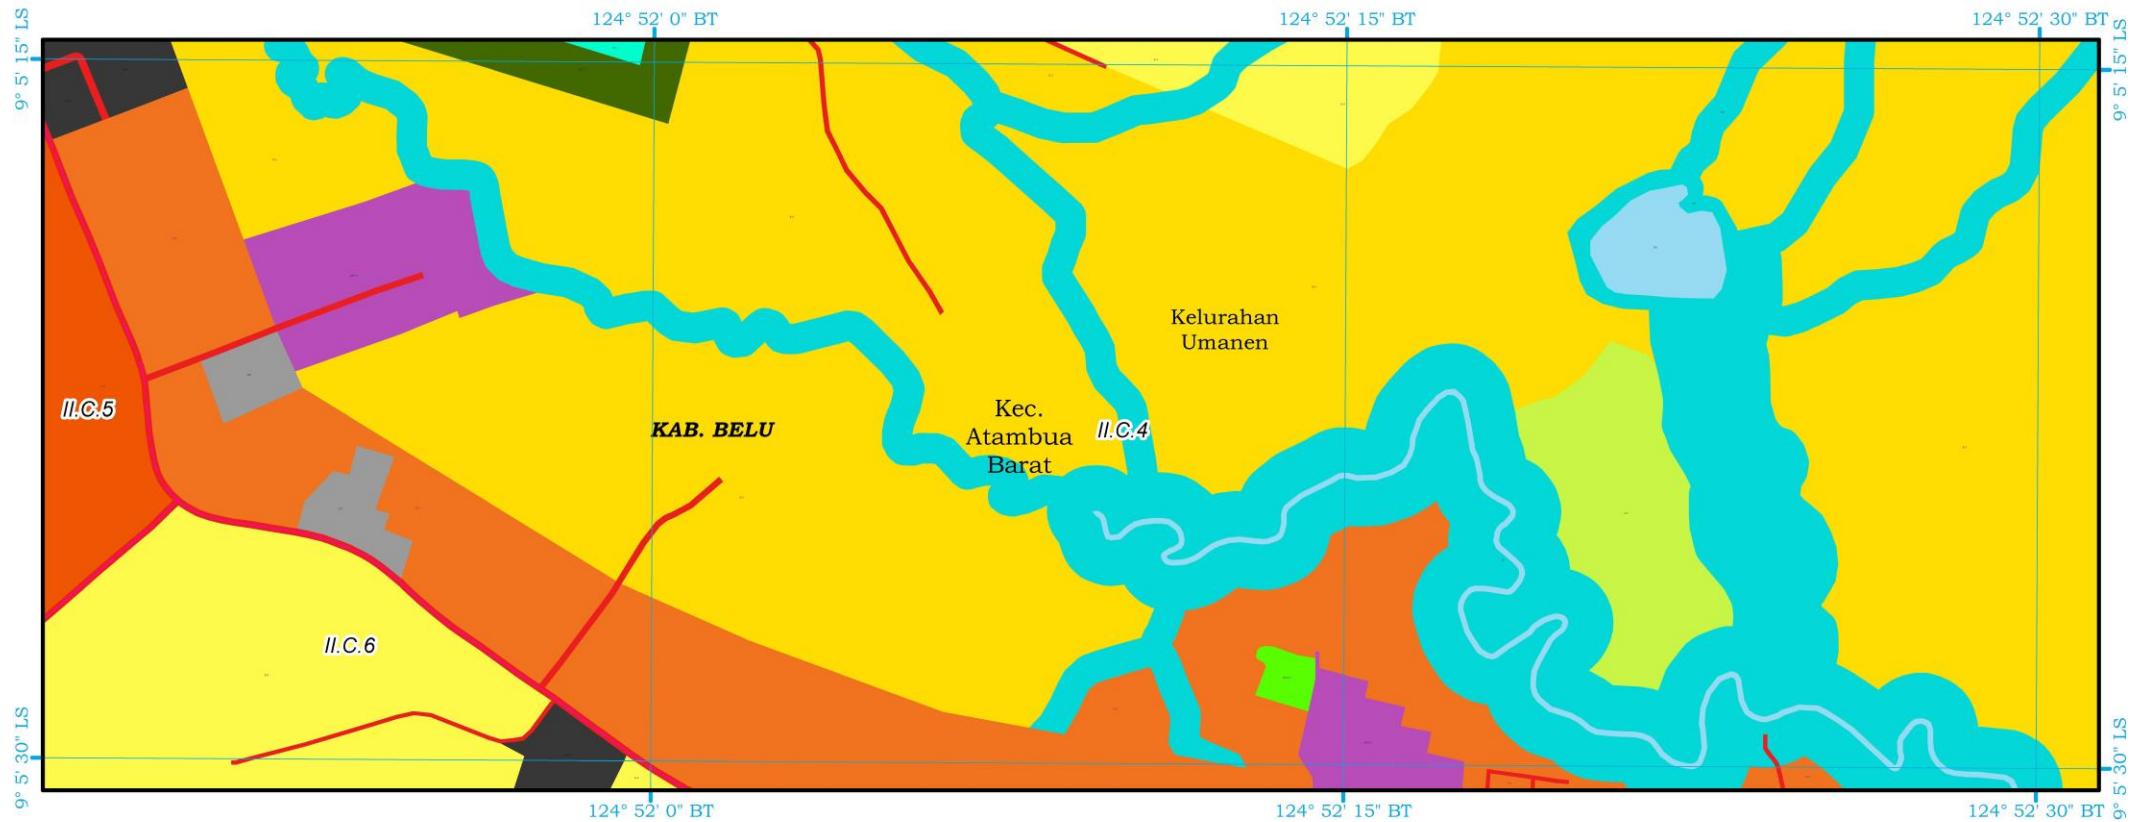 124° 52' 0" BT
124° 52' 15" BT
124° 52' 30" BT
9° 5' 15" LS
9° 5' 15" LS
Kelurahan
Umanen
II.C.5
Kec.
Atambua
Barat
KAB. BELU
II.C.4
II.C.6
9° 5' 30" LS
9° 5' 30" LS
124° 52' 0" BT
124° 52' 15" BT
124° 52' 30" BT